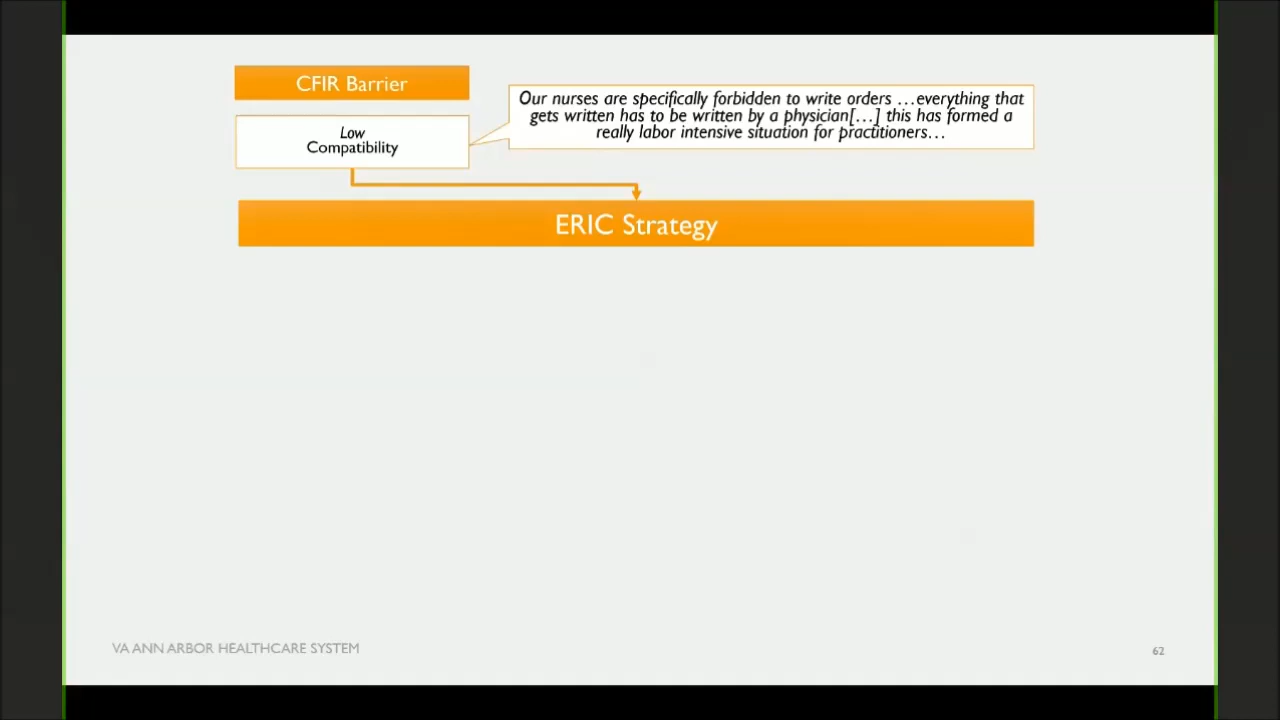 CFIR Barrier
Our nurses are specifically forbidden to write orders …everything that
gets written has to be written by a physician[…] this has formed a
really labor intensive situation for practitioners…
Low
Compatibility
ERIC Strategy
VA ANN ARBOR HEALTHCARE SYSTEM
62